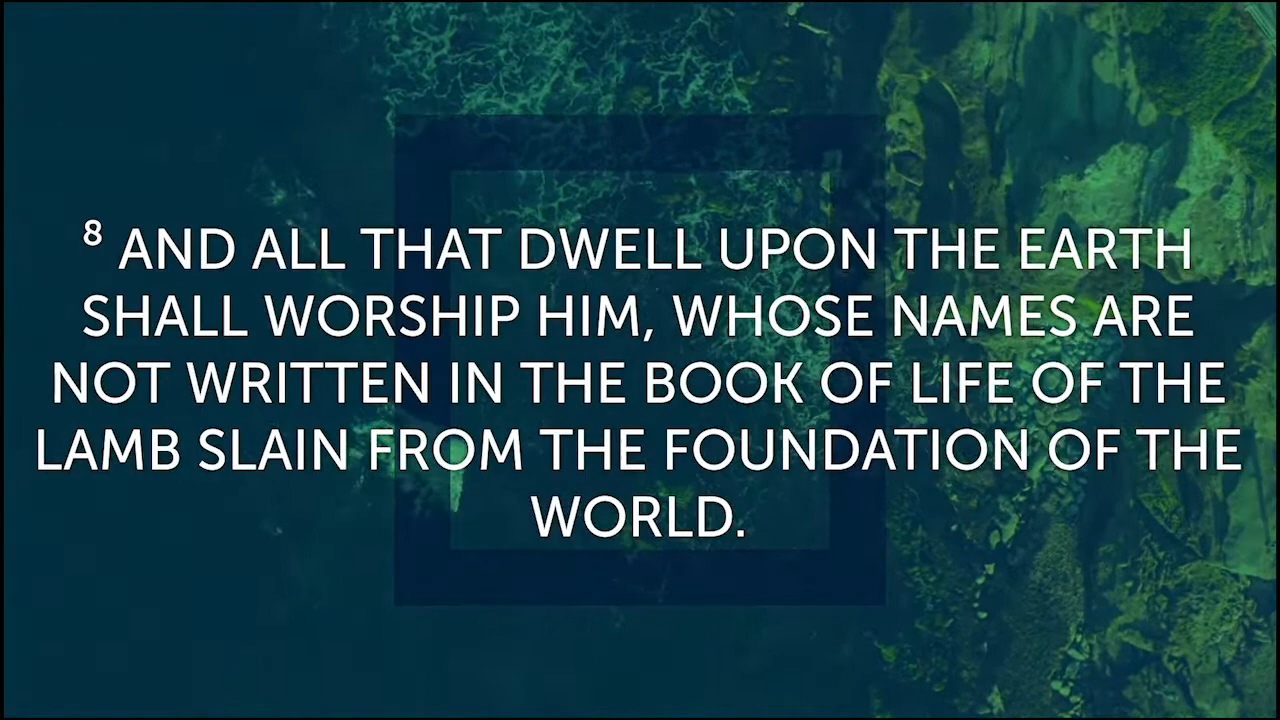 ⁸ AND ALL THAT DWELL UPON THE EARTH
SHALL WORSHIP HIM, WHOSE NAMES ARE
NOT WRITTEN IN THE BOOK OF LIFE OF THE
LAMB SLAIN FROM THE FOUNDATION OF THE
WORLD.